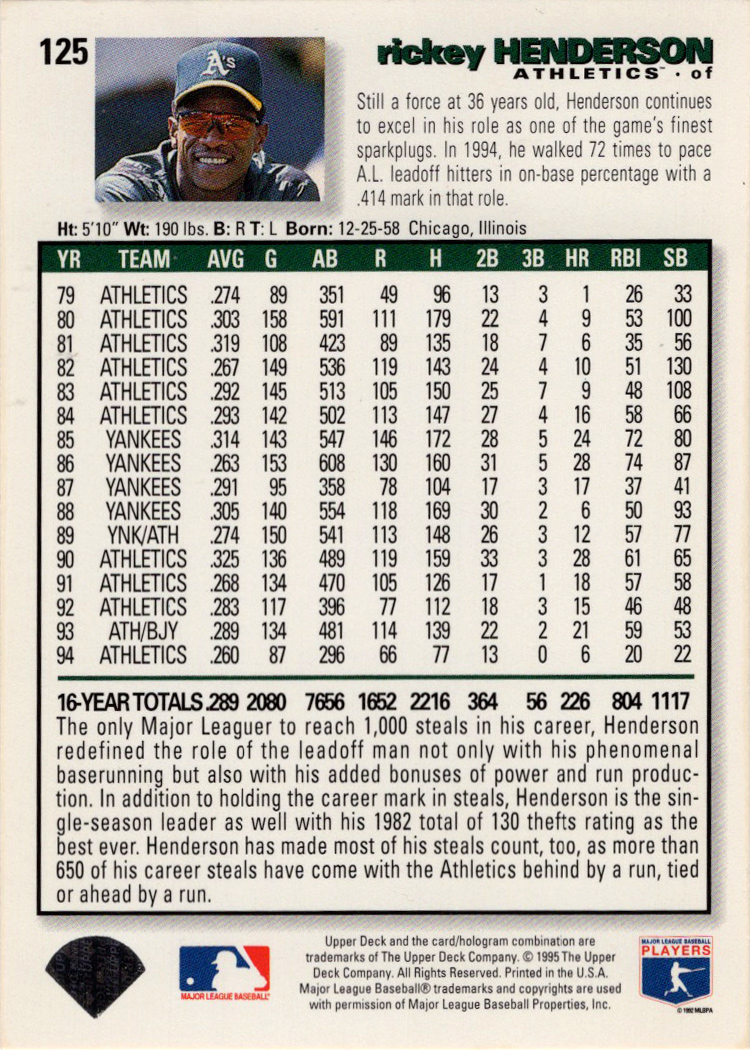 125
A's
rickey HENDERSON
ATHLETICS™ · of
Still a force at 36 years old, Henderson continues
to excel in his role as one of the game's finest
sparkplugs. In 1994, he walked 72 times to pace
A.L. leadoff hitters in on-base percentage with a
.414 mark in that role.
Ht: 5'10" Wt: 190 lbs. B: R T: L Born: 12-25-58 Chicago, Illinois
YR TEAM AVG G AB R H 2B 3B HR RBI SB
79 ATHLETICS .274 89 351 49 96 13 3 1 26 33
80 ATHLETICS .303 158 591 111 179 22 4 9 53 100
81 ATHLETICS .319 108 423 89 135 18 7 6 35 56
82 ATHLETICS .267 149 536 119 143 24 4 10 51 130
83 ATHLETICS .292 145 513 105 150 25 7 9 48 108
84 ATHLETICS .293 142 502 113 147 27 4 16 58 66
85 YANKEES .314 143 547 146 172 28 5 24 72 80
86 YANKEES .263 153 608 130 160 31 5 28 74 87
87 YANKEES .291 95 358 78 104 17 3 17 37 41
88 YANKEES .305 140 554 118 169 30 2 6 50 93
89 YNK/ATH .274 150 541 113 148 26 3 12 57 77
90 ATHLETICS .325 136 489 119 159 33 3 28 61 65
91 ATHLETICS .268 134 470 105 126 17 1 18 57 58
92 ATHLETICS .283 117 396 77 112 18 3 15 46 48
93 ATH/BJY .289 134 481 114 139 22 2 21 59 53
94 ATHLETICS .260 87 296 66 77 13 0 6 20 22
16-YEAR TOTALS .289 2080 7656 1652 2216 364 56 226 804 1117
The only Major Leaguer to reach 1,000 steals in his career, Henderson
redefined the role of the leadoff man not only with his phenomenal
baserunning but also with his added bonuses of power and run produc-
tion. In addition to holding the career mark in steals, Henderson is the sin-
gle-season leader as well with his 1982 total of 130 thefts rating as the
best ever. Henderson has made most of his steals count, too, as more than
650 of his career steals have come with the Athletics behind by a run, tied
or ahead by a run.
MAJOR LEAGUE BASEBALL
Upper Deck and the card/hologram combination are
trademarks of The Upper Deck Company. © 1995 The Upper
Deck Company. All Rights Reserved. Printed in the U.S.A.
Major League Baseball® trademarks and copyrights are used
with permission of Major League Baseball Properties, Inc.
MAJOR LEAGUE BASEBALL
PLAYERS
© 1992 MLBPA